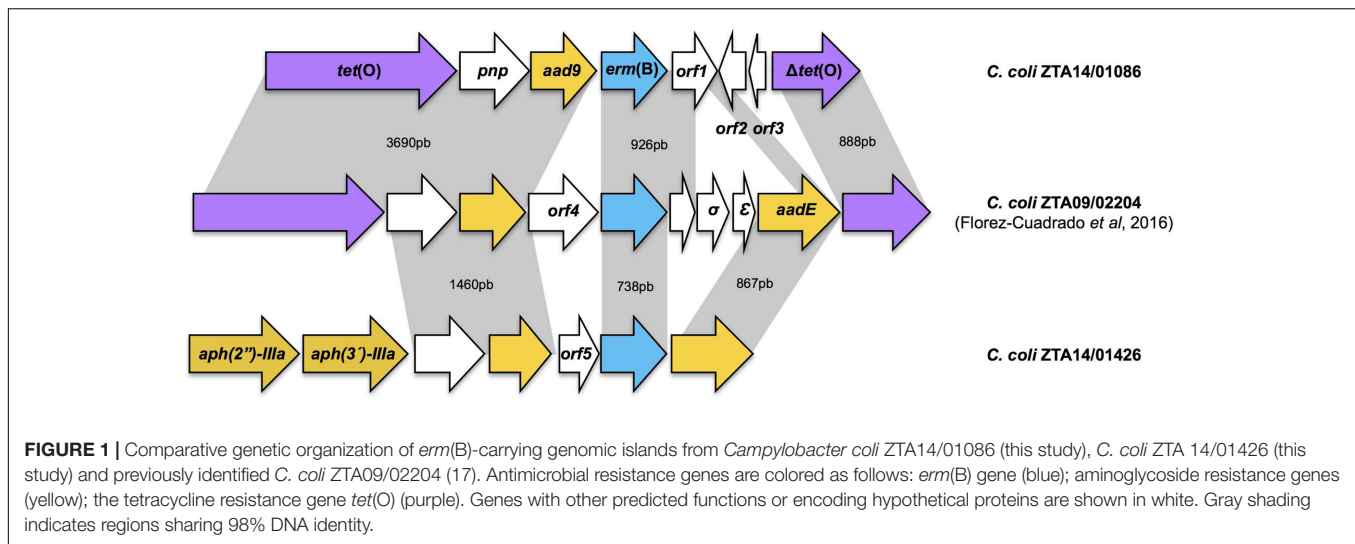 tet(O) pnp aad9 erm(B) orf1 Δtet(O) C. coli ZTA14/01086
orf2 orf3
3690pb 926pb 888pb
orf4 σ Ɛ aadE C. coli ZTA09/02204
(Florez-Cuadrado et al, 2016)
1460pb 738pb 867pb
aph(2”)-IIIa aph(3´)-IIIa orf5 C. coli ZTA14/01426
FIGURE 1 | Comparative genetic organization of erm(B)-carrying genomic islands from Campylobacter coli ZTA14/01086 (this study), C. coli ZTA 14/01426 (this
study) and previously identified C. coli ZTA09/02204 (17). Antimicrobial resistance genes are colored as follows: erm(B) gene (blue); aminoglycoside resistance genes
(yellow); the tetracycline resistance gene tet(O) (purple). Genes with other predicted functions or encoding hypothetical proteins are shown in white. Gray shading
indicates regions sharing 98% DNA identity.